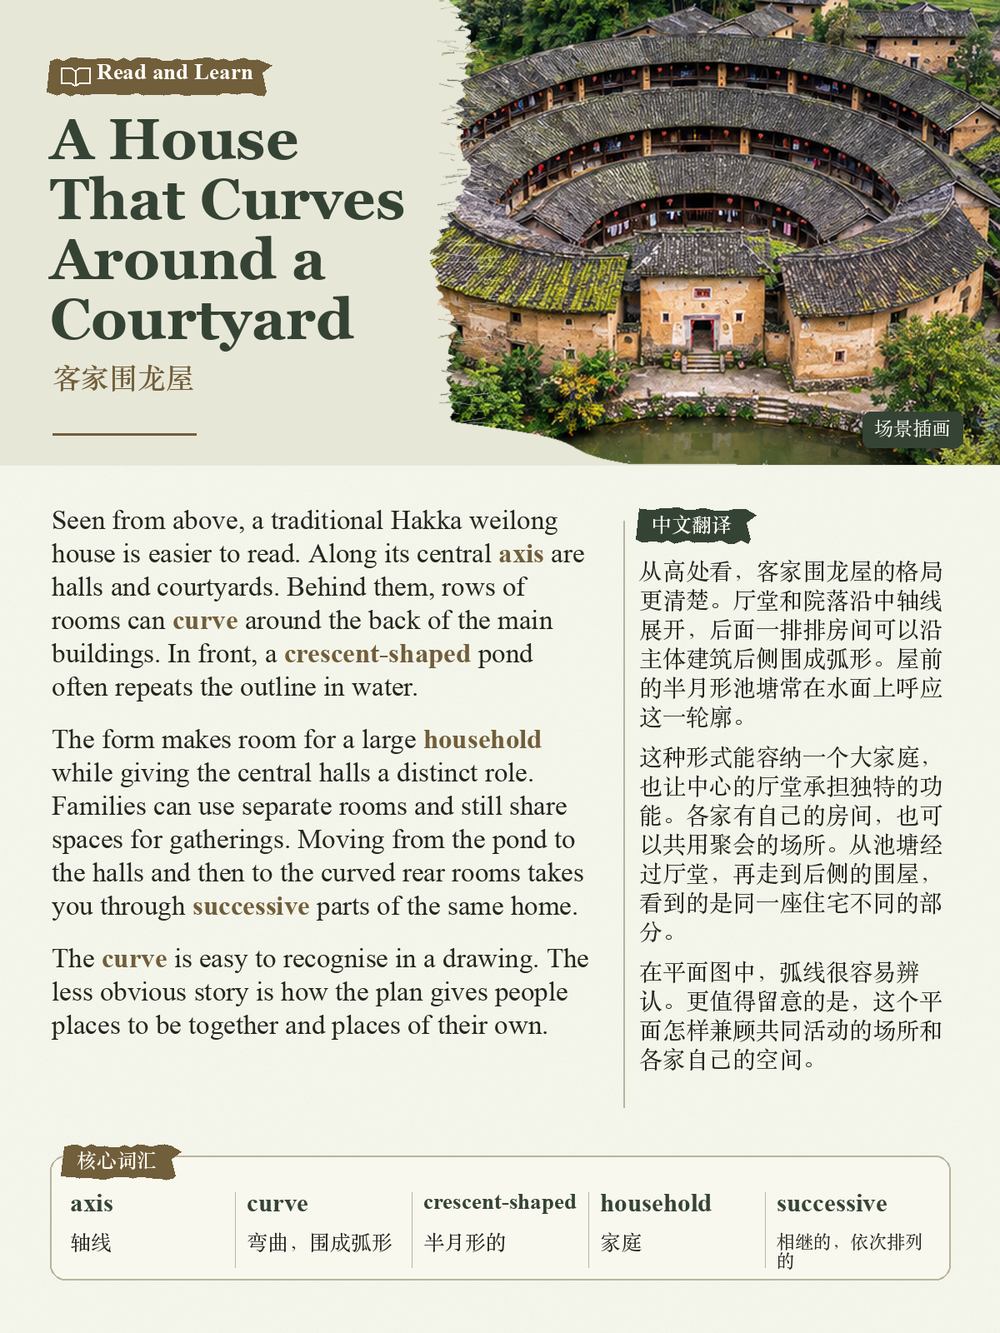 Read and Learn
A House
That Curves
Around a
Courtyard
客家围龙屋
场景插画
Seen from above, a traditional Hakka weilong
house is easier to read. Along its central axis are
halls and courtyards. Behind them, rows of
rooms can curve around the back of the main
buildings. In front, a crescent-shaped pond
often repeats the outline in water.
The form makes room for a large household
while giving the central halls a distinct role.
Families can use separate rooms and still share
spaces for gatherings. Moving from the pond to
the halls and then to the curved rear rooms takes
you through successive parts of the same home.
The curve is easy to recognise in a drawing. The
less obvious story is how the plan gives people
places to be together and places of their own.
中文翻译
从高处看，客家围龙屋的格局
更清楚。厅堂和院落沿中轴线
展开，后面一排排房间可以沿
主体建筑后侧围成弧形。屋前
的半月形池塘常在水面上呼应
这一轮廓。
这种形式能容纳一个大家庭，
也让中心的厅堂承担独特的功
能。各家有自己的房间，也可
以共用聚会的场所。从池塘经
过厅堂，再走到后侧的围屋，
看到的是同一座住宅不同的部
分。
在平面图中，弧线很容易辨
认。更值得留意的是，这个平
面怎样兼顾共同活动的场所和
各家自己的空间。
核心词汇
axis
轴线
curve
弯曲，围成弧形
crescent-shaped
半月形的
household
家庭
successive
相继的，依次排列
的